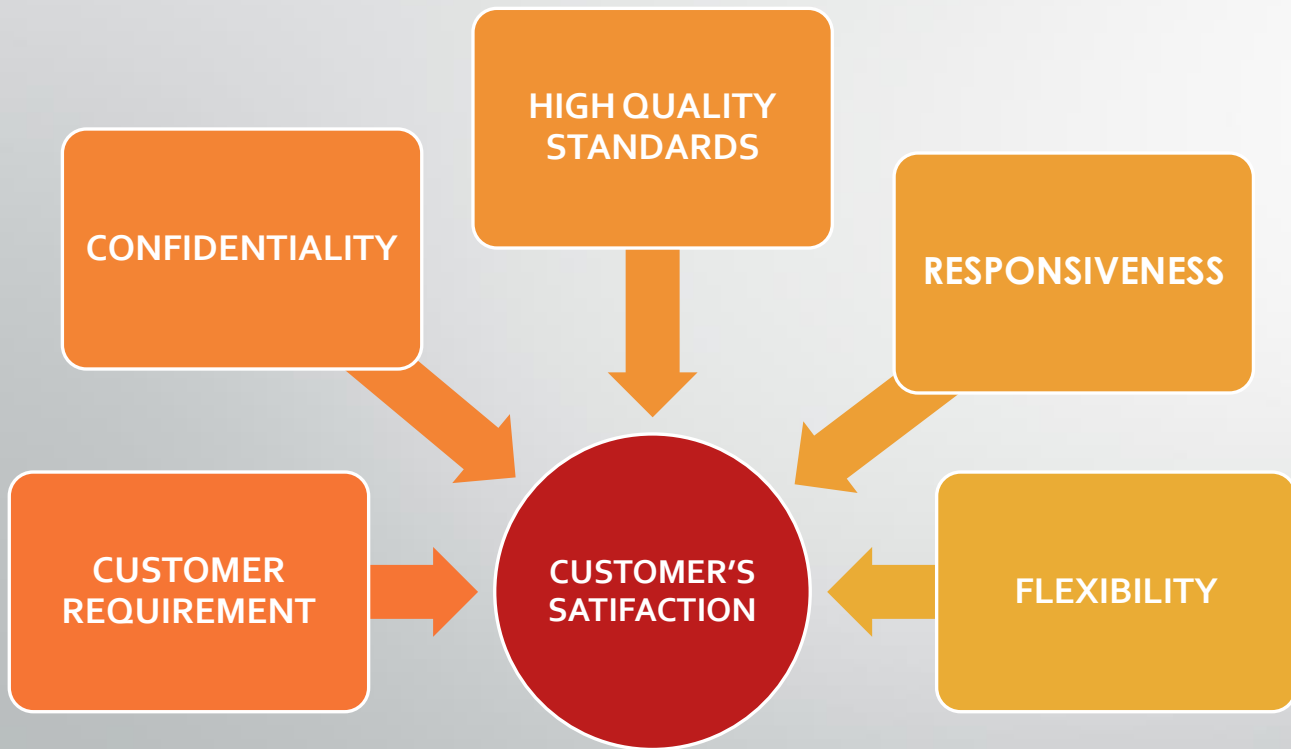 HIGH QUALITY
STANDARDS
CONFIDENTIALITY
RESPONSIVENESS
CUSTOMER
REQUIREMENT
CUSTOMER’S
SATIFACTION
FLEXIBILITY